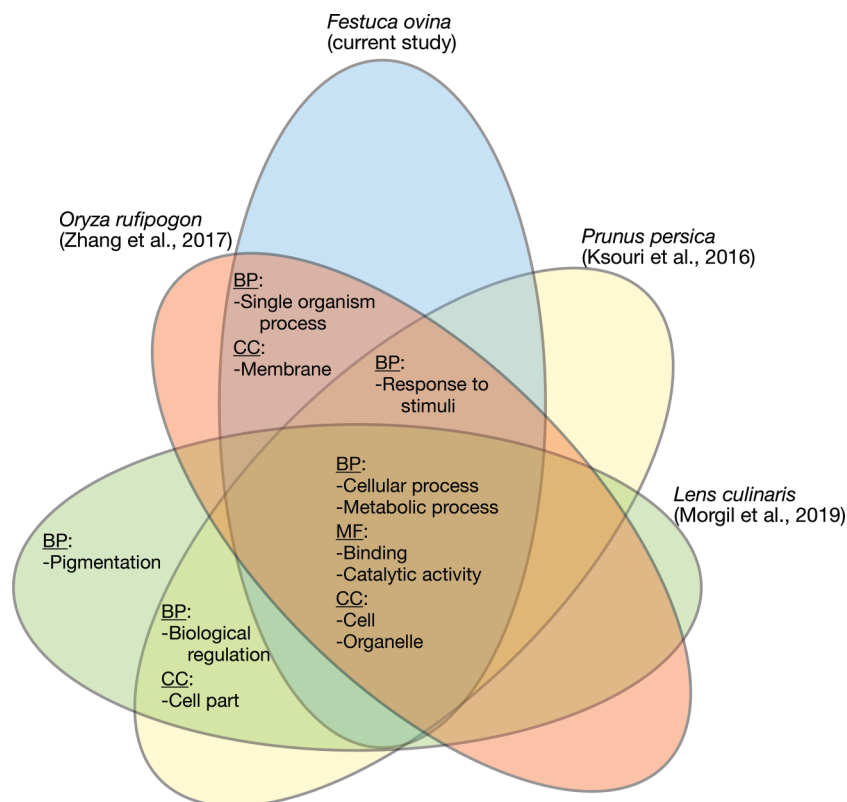 Festuca ovina
(current study)
Oryza rufipogon
(Zhang et al., 2017)
Prunus persica
(Ksouri et al., 2016)
BP:
-Single organism
process
CC:
-Membrane
BP:
-Response to
stimuli
BP:
-Cellular process
-Metabolic process
MF:
-Binding
-Catalytic activity
CC:
-Cell
-Organelle
Lens culinaris
(Morgil et al., 2019)
BP:
-Pigmentation
BP:
-Biological
regulation
CC:
-Cell part